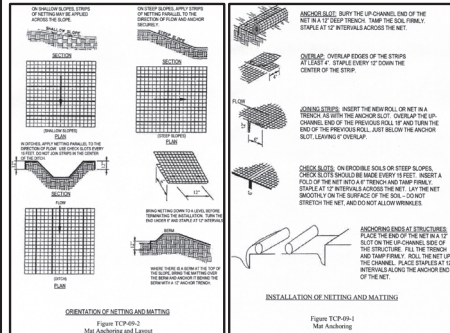 ON SHALLOW SLOPES, STRIPS
OF NETTING MAY BE APPLIED
ACROSS THE SLOPE.
SHALLOW SLOPE
SECTION
(SHALLOW SLOPES)
PLAN
IN DITCHES, APPLY NETTING PARALLEL TO THE
DIRECTION OF FLOW. USE CHECK SLOTS EVERY
15 FEET. DO NOT JOIN STRIPS IN THE CENTER
OF THE DITCH.
SECTION
FLOW
(DITCH)
PLAN
ON STEEP SLOPES, APPLY STRIPS
OF NETTING PARALLEL TO THE
DIRECTION OF FLOW AND ANCHOR
SECURELY.
STEEP SLOPE
SECTION
(STEEP SLOPES)
PLAN
12"
BRING NETTING DOWN TO A LEVEL BEFORE
TERMINATING THE INSTALLATION. TURN THE
END UNDER 6" AND STAPLE AT 12" INTERVALS.
BERM
12"
WHERE THERE IS A BERM AT THE TOP OF
THE SLOPE, BRING THE MATTING OVER
THE BERM AND ANCHOR IT BEHIND THE
BERM WITH A 12" ANCHOR TRENCH.
ORIENTATION OF NETTING AND MATTING
Figure TCP-09-2
Mat Anchoring and Layout
ANCHOR SLOT: BURY THE UP-CHANNEL END OF THE
NET IN A 12" DEEP TRENCH. TAMP THE SOIL FIRMLY.
STAPLE AT 12" INTERVALS ACROSS THE NET.
OVERLAP: OVERLAP EDGES OF THE STRIPS
AT LEAST 4". STAPLE EVERY 12" DOWN THE
CENTER OF THE STRIP.
FLOW
JOINING STRIPS: INSERT THE NEW ROLL OR NET IN A
TRENCH, AS WITH THE ANCHOR SLOT. OVERLAP THE UP-
CHANNEL END OF THE PREVIOUS ROLL 18" AND TURN THE
END OF THE PREVIOUS ROLL, JUST BELOW THE ANCHOR
SLOT, LEAVING 6" OVERLAP.
CHECK SLOTS: ON ERODIBLE SOILS OR STEEP SLOPES,
CHECK SLOTS SHOULD BE MADE EVERY 15 FEET. INSERT A
FOLD OF THE NET INTO A 6" TRENCH AND TAMP FIRMLY.
STAPLE AT 12" INTERVALS ACROSS THE NET. LAY THE NET
SMOOTHLY ON THE SURFACE OF THE SOIL – DO NOT
STRETCH THE NET, AND DO NOT ALLOW WRINKLES.
ANCHORING ENDS AT STRUCTURES:
PLACE THE END OF THE NET IN A 12"
SLOT ON THE UP-CHANNEL SIDE OF
THE STRUCTURE. FILL THE TRENCH
AND TAMP FIRMLY. ROLL THE NET UP
THE CHANNEL. PLACE STAPLES AT 12"
INTERVALS ALONG THE ANCHOR END
OF THE NET.
INSTALLATION OF NETTING AND MATTING
Figure TCP-09-1
Mat Anchoring